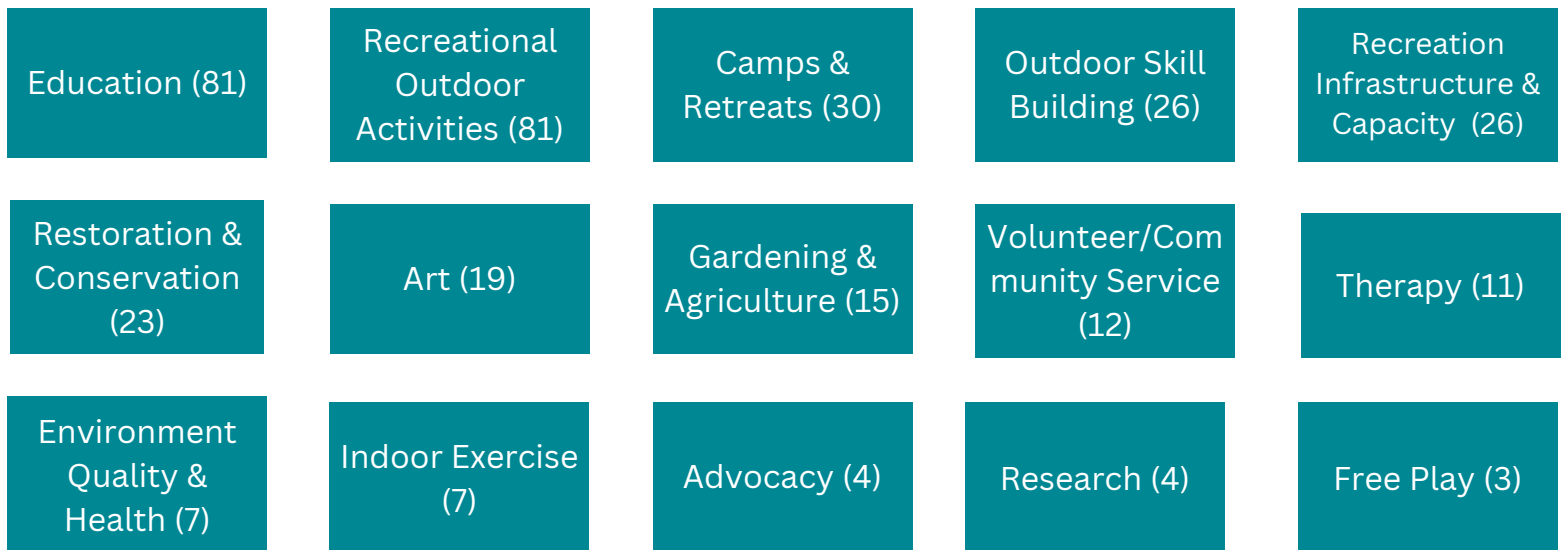 Education (81)
Recreational
Outdoor
Activities (81)
Camps &
Retreats (30)
Outdoor Skill
Building (26)
Recreation
Infrastructure &
Capacity  (26)
Restoration &
Conservation
(23)
Art (19)
Gardening &
Agriculture (15)
Volunteer/Com
munity Service
(12)
Therapy (11)
Environment
Quality &
Health (7)
Indoor Exercise
(7)
Advocacy (4)
Research (4)
Free Play (3)